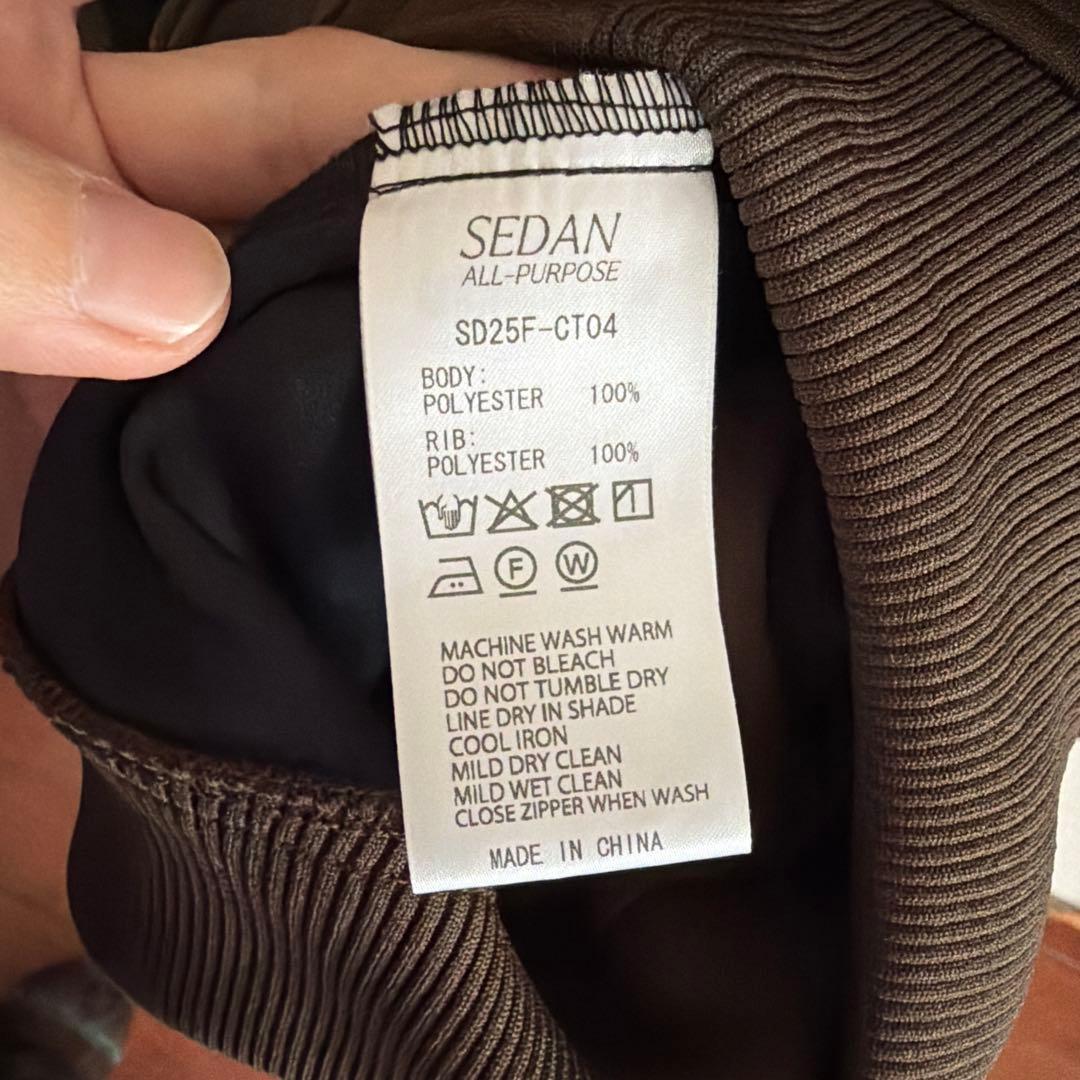 SEDAN
ALL-PURPOSE
SD25F-CT04
BODY:
POLYESTER 100%
RIB:
POLYESTER 100%
F W
MACHINE WASH WARM
DO NOT BLEACH
DO NOT TUMBLE DRY
LINE DRY IN SHADE
COOL IRON
MILD DRY CLEAN
MILD WET CLEAN
CLOSE ZIPPER WHEN WASH
MADE IN CHINA